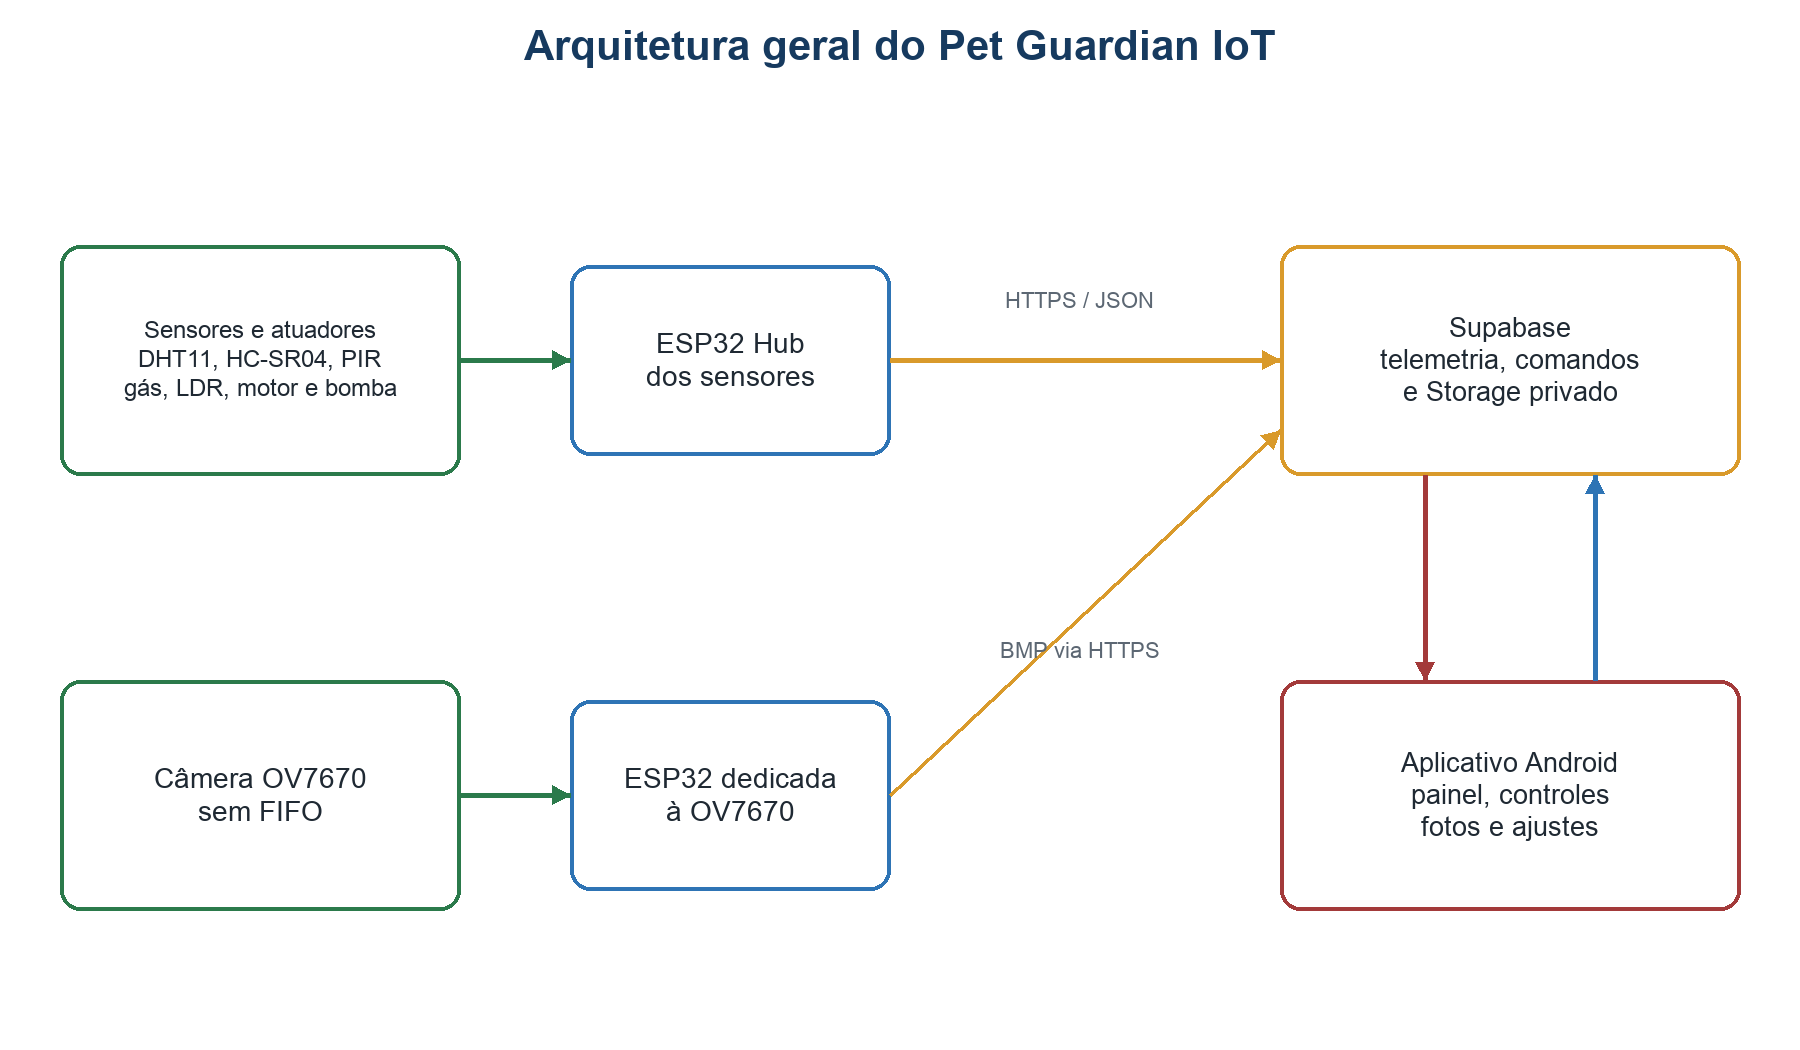 Arquitetura geral do Pet Guardian IoT
Sensores e atuadores
DHT11, HC-SR04, PIR
gás, LDR, motor e bomba
ESP32 Hub
dos sensores
HTTPS / JSON
Supabase
telemetria, comandos
e Storage privado
Câmera OV7670
sem FIFO
ESP32 dedicada
à OV7670
BMP via HTTPS
Aplicativo Android
painel, controles
fotos e ajustes